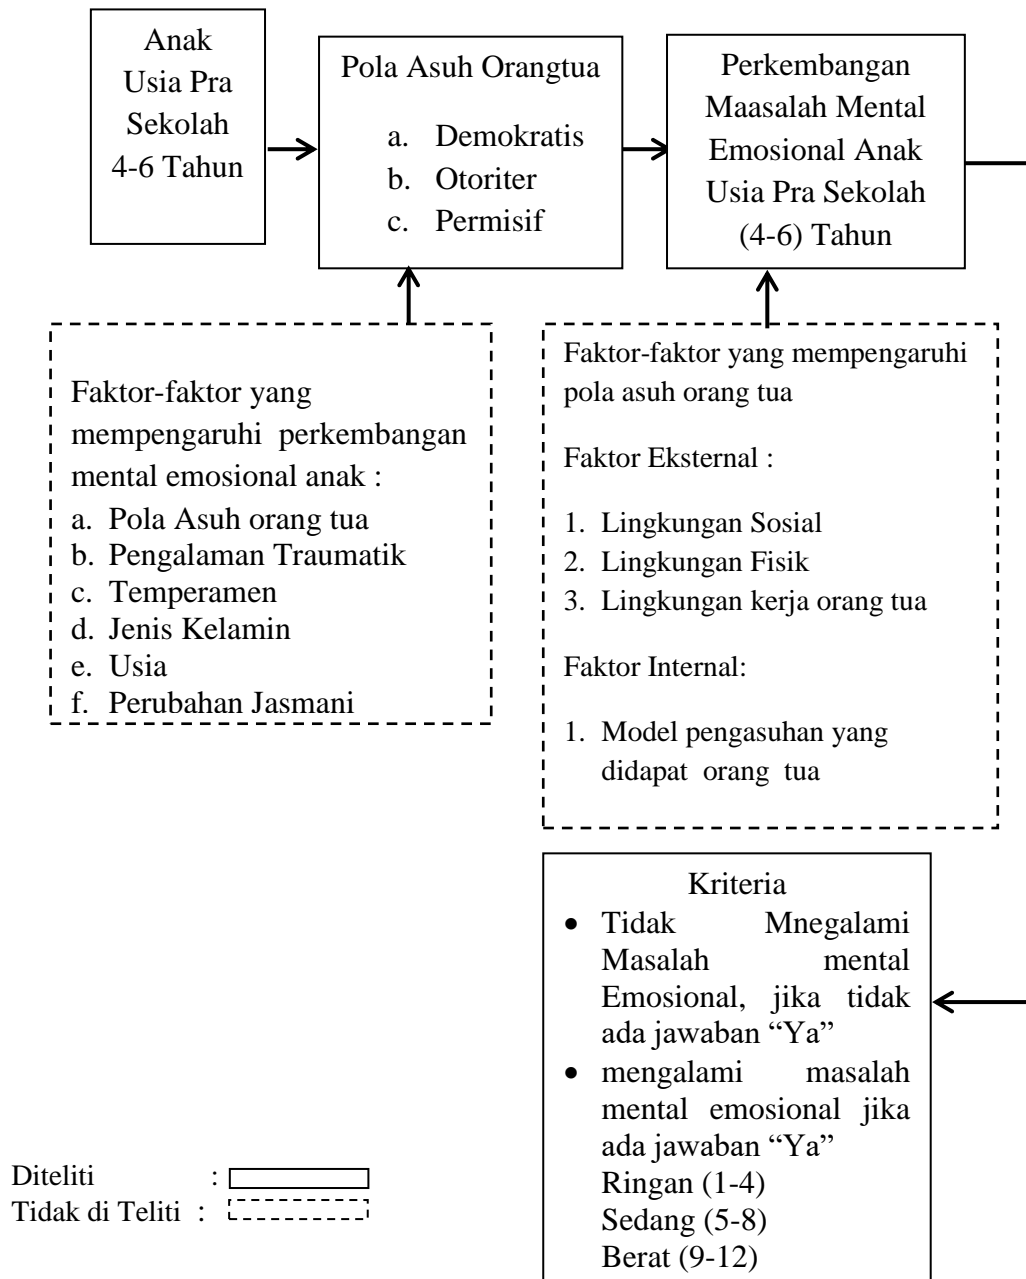 Anak
Usia Pra
Sekolah
4-6 Tahun
Pola Asuh Orangtua
a. Demokratis
b. Otoriter
c. Permisif
Perkembangan
Maasalah Mental
Emosional Anak
Usia Pra Sekolah
(4-6) Tahun
Faktor-faktor yang
mempengaruhi perkembangan
mental emosional anak :
a. Pola Asuh orang tua
b. Pengalaman Traumatik
c. Temperamen
d. Jenis Kelamin
e. Usia
f. Perubahan Jasmani
Faktor-faktor yang mempengaruhi
pola asuh orang tua
Faktor Eksternal :
1. Lingkungan Sosial
2. Lingkungan Fisik
3. Lingkungan kerja orang tua
Faktor Internal:
1. Model pengasuhan yang
didapat orang tua
Kriteria
• Tidak Mnegalami
Masalah mental
Emosional, jika tidak
ada jawaban “Ya”
• mengalami masalah
mental emosional jika
ada jawaban “Ya”
Ringan (1-4)
Sedang (5-8)
Berat (9-12)
Diteliti :
Tidak di Teliti :